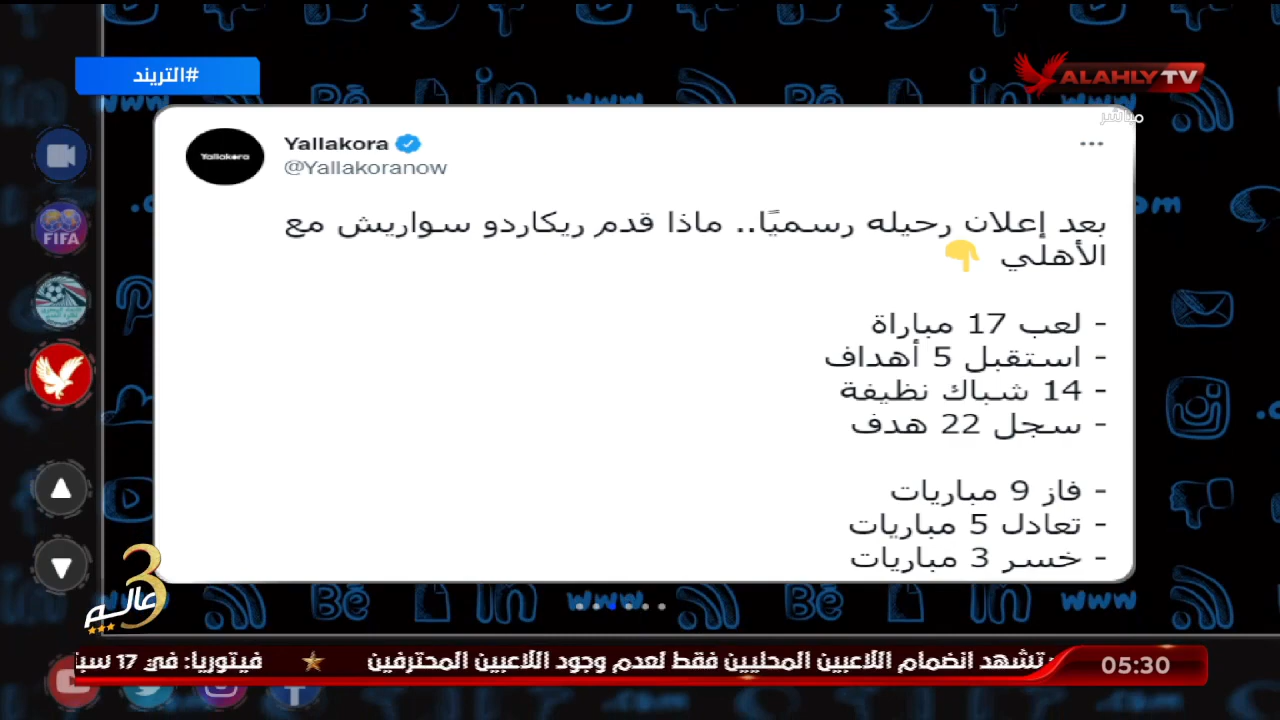 #التريند
ALAHLY TV
مباشر
Yallakora
Yallakora
@Yallakoranow
بعد إعلان رحيله رسميًا.. ماذا قدم ريكاردو سواريش مع
الأهلي 👇
- لعب 17 مباراة
- استقبل 5 أهداف
- 14 شباك نظيفة
- سجل 22 هدف
- فاز 9 مباريات
- تعادل 5 مباريات
- خسر 3 مباريات
FIFA
3
عالم
تشهد انضمام اللاعبين المحليين فقط لعدم وجود اللاعبين المحترفين ★ فيتوريا: في 17
05:30